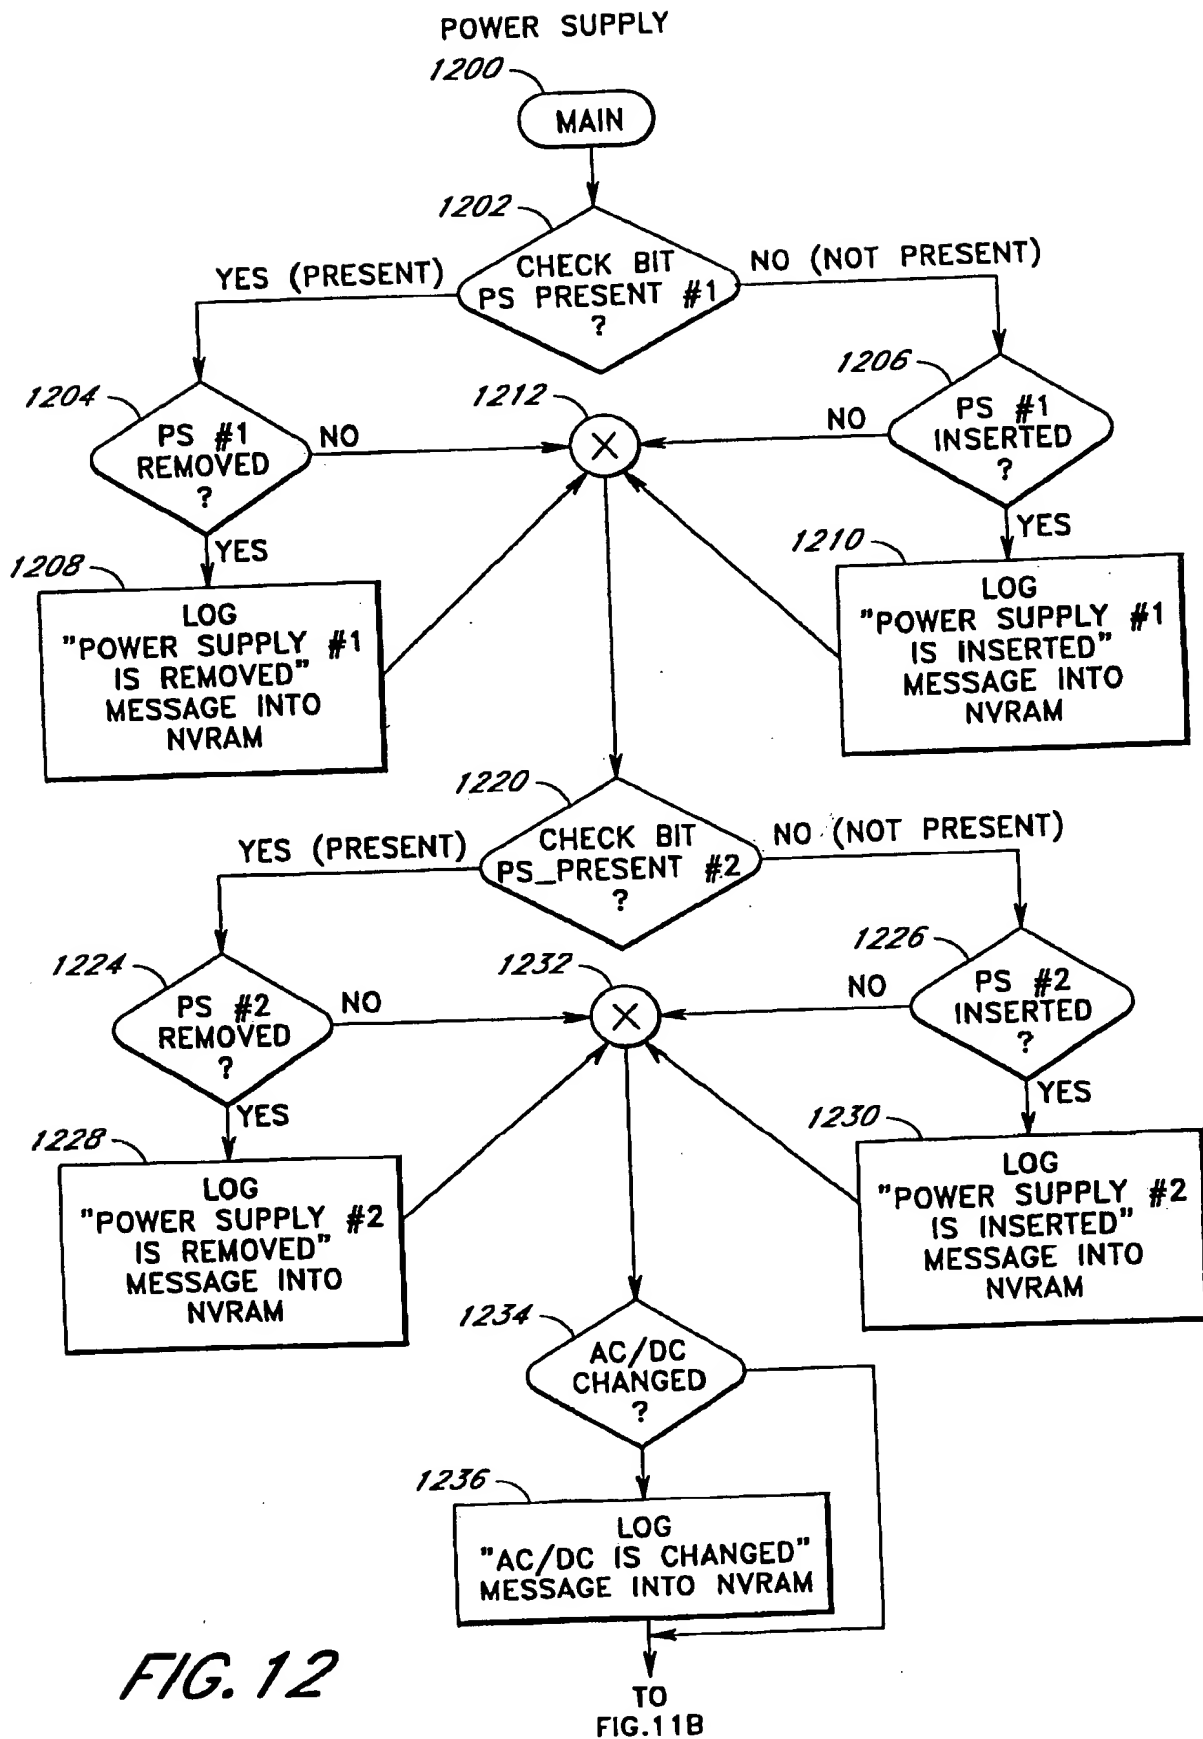 POWER SUPPLY
1200
MAIN
1202
CHECK BIT
PS PRESENT #1
?
YES (PRESENT)
NO (NOT PRESENT)
1204
PS #1
REMOVED
?
NO
YES
1212
X
1206
PS #1
INSERTED
?
NO
YES
1208
LOG
"POWER SUPPLY #1
IS REMOVED"
MESSAGE INTO
NVRAM
1210
LOG
"POWER SUPPLY #1
IS INSERTED"
MESSAGE INTO
NVRAM
1220
CHECK BIT
PS_PRESENT #2
?
YES (PRESENT)
NO (NOT PRESENT)
1224
PS #2
REMOVED
?
NO
YES
1232
X
1226
PS #2
INSERTED
?
NO
YES
1228
LOG
"POWER SUPPLY #2
IS REMOVED"
MESSAGE INTO
NVRAM
1230
LOG
"POWER SUPPLY #2
IS INSERTED"
MESSAGE INTO
NVRAM
1234
AC/DC
CHANGED
?
1236
LOG
"AC/DC IS CHANGED"
MESSAGE INTO NVRAM
TO
FIG.11B
FIG. 12